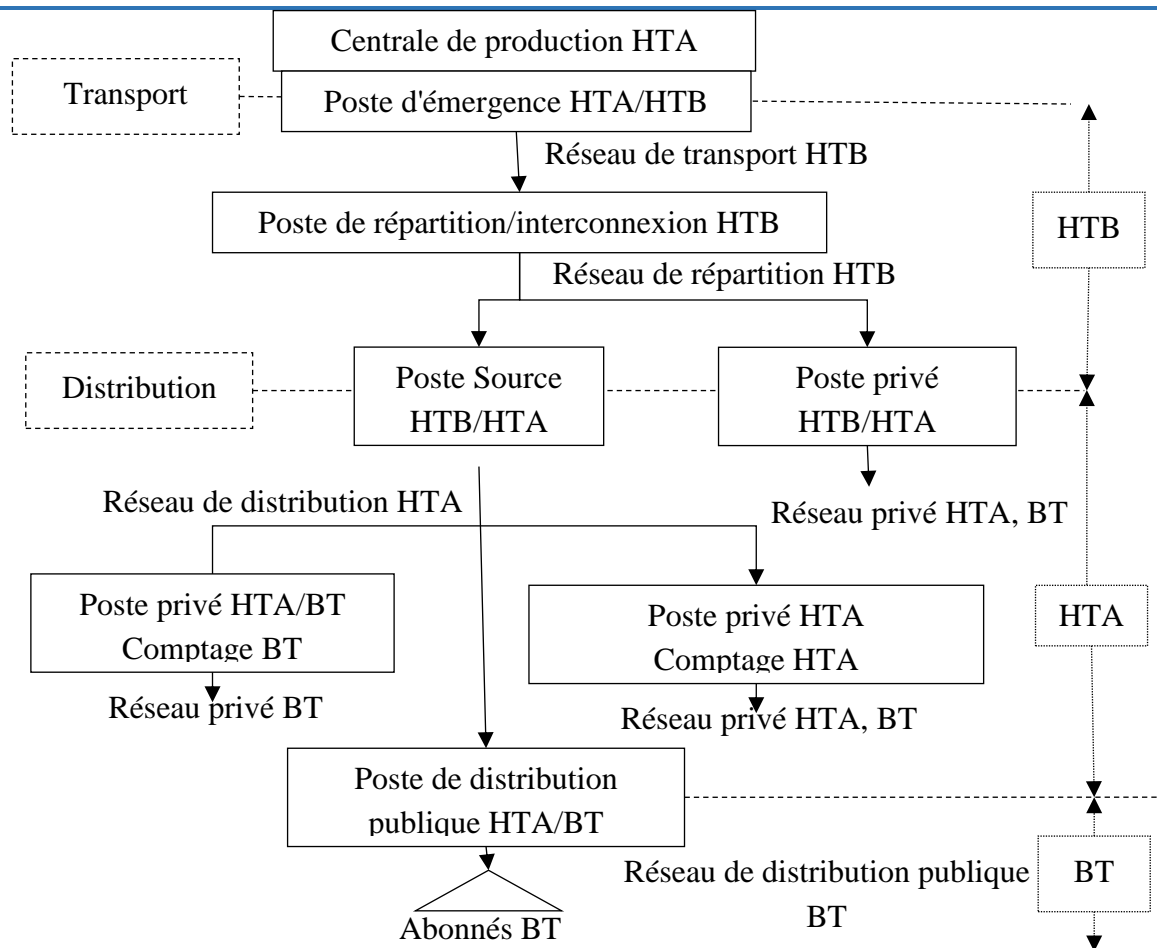 Centrale de production HTA
Transport
Poste d'émergence HTA/HTB
Réseau de transport HTB
Poste de répartition/interconnexion HTB
HTB
Réseau de répartition HTB
Distribution
Poste Source
HTB/HTA
Poste privé
HTB/HTA
Réseau de distribution HTA
Réseau privé HTA, BT
Poste privé HTA/BT
Comptage BT
Poste privé HTA
Comptage HTA
HTA
Réseau privé BT
Réseau privé HTA, BT
Poste de distribution
publique HTA/BT
Réseau de distribution publique
BT
BT
Abonnés BT